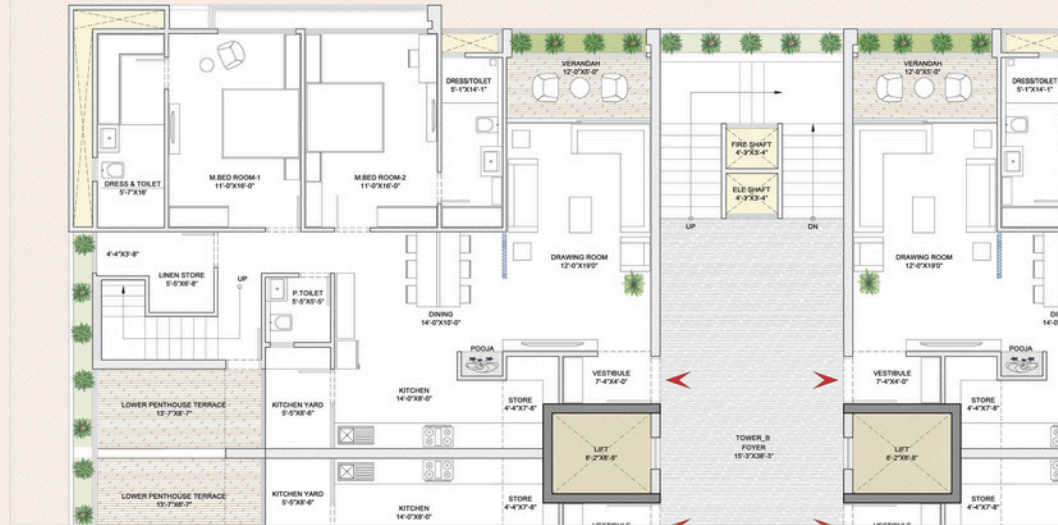 VERANDAH
12'-0"X5'-0"
VERANDAH
12'-0"X5'-0"
DRESS/TOILET
5'-1"X14'-1"
DRESS/TOILET
5'-1"X14'-1"
FIRE SHAFT
4'-3"X3'-4"
M.BED ROOM-1
11'-0"X16'-0"
M.BED ROOM-2
11'-0"X16'-0"
DRESS & TOILET
5'-7"X16'
ELE SHAFT
4'-3"X3'-4"
UP
DN
4'-4"X3'-8"
LINEN STORE
5'-5"X6'-8"
UP
DRAWING ROOM
12'-0"X19'0"
DRAWING ROOM
12'-0"X19'0"
P.TOILET
5'-5"X5'-5"
DINING
14'-0"X10'-0"
POOJA
POOJA
VESTIBULE
7'-4"X4'-0"
VESTIBULE
7'-4"X4'-0"
KITCHEN
14'-0"X8'-0"
LOWER PENTHOUSE TERRACE
13'-7"X8'-7"
KITCHEN YARD
5'-5"X8'-6"
STORE
4'-4"X7'-8"
STORE
4'-4"X7'-8"
TOWER_B
FOYER
15'-3"X38'-3"
LIFT
8'-2"X6'-8"
LIFT
8'-2"X6'-8"
LOWER PENTHOUSE TERRACE
13'-7"X8'-7"
KITCHEN YARD
5'-5"X8'-6"
STORE
4'-4"X7'-8"
STORE
4'-4"X7'-8"
KITCHEN
14'-0"X8'-0"